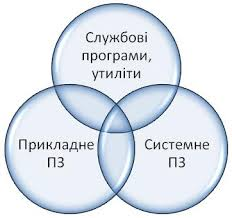 Службові
програми,
утиліти
Прикладне
ПЗ
Системне
ПЗ